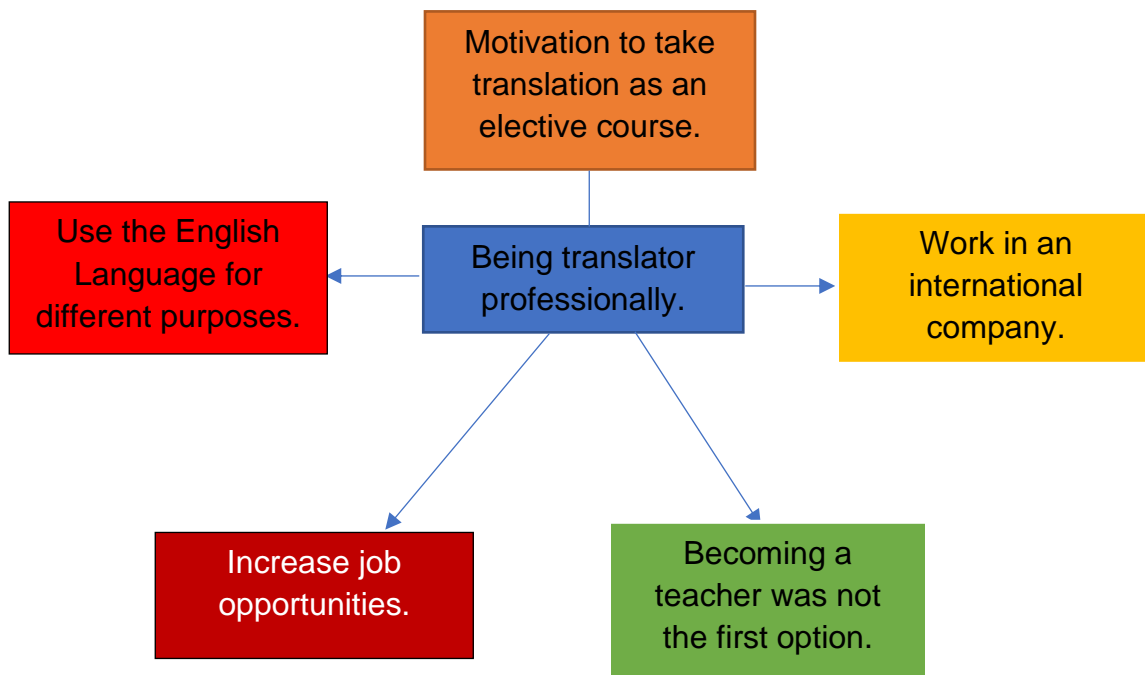 Motivation to take
translation as an
elective course.
Use the English
Language for
different purposes.
Being translator
professionally.
Work in an
international
company.
Increase job
opportunities.
Becoming a
teacher was not
the first option.